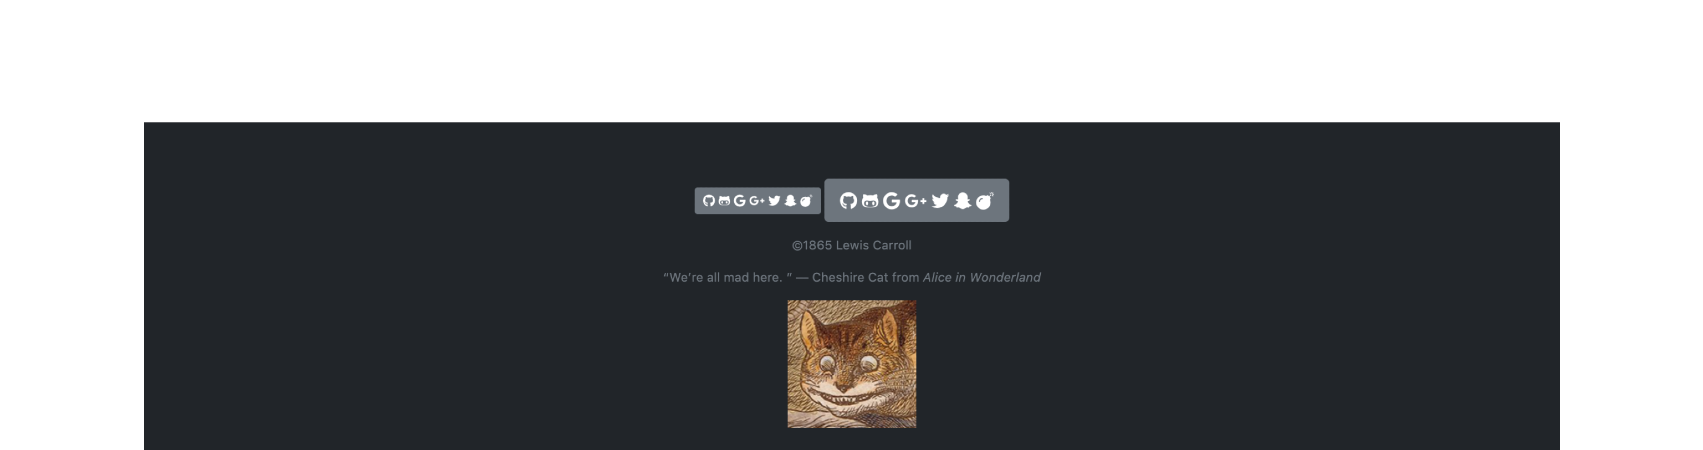 ©1865 Lewis Carroll
“We’re all mad here. ” — Cheshire Cat from Alice in Wonderland